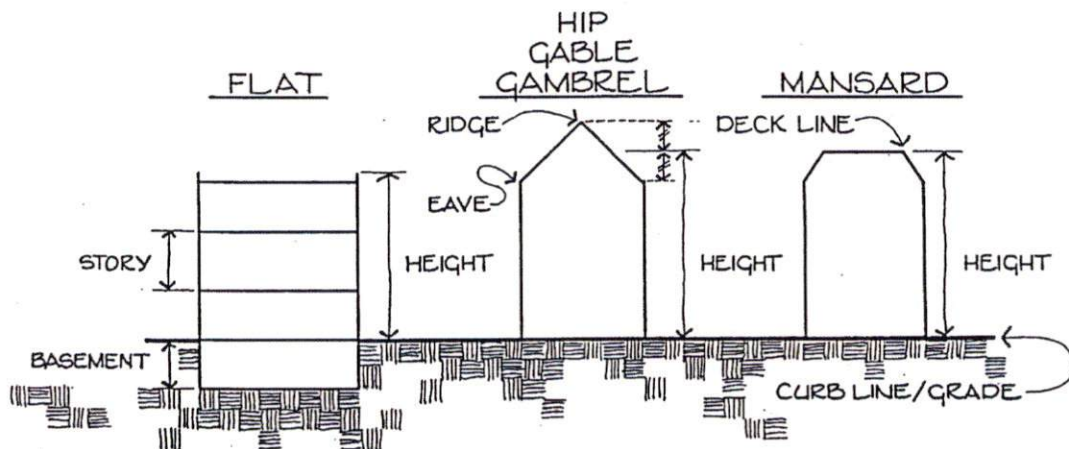 FLAT
HIP
GABLE
GAMBREL
MANSARD
RIDGE
DECK LINE
EAVE
STORY
HEIGHT
HEIGHT
HEIGHT
BASEMENT
CURB LINE/GRADE